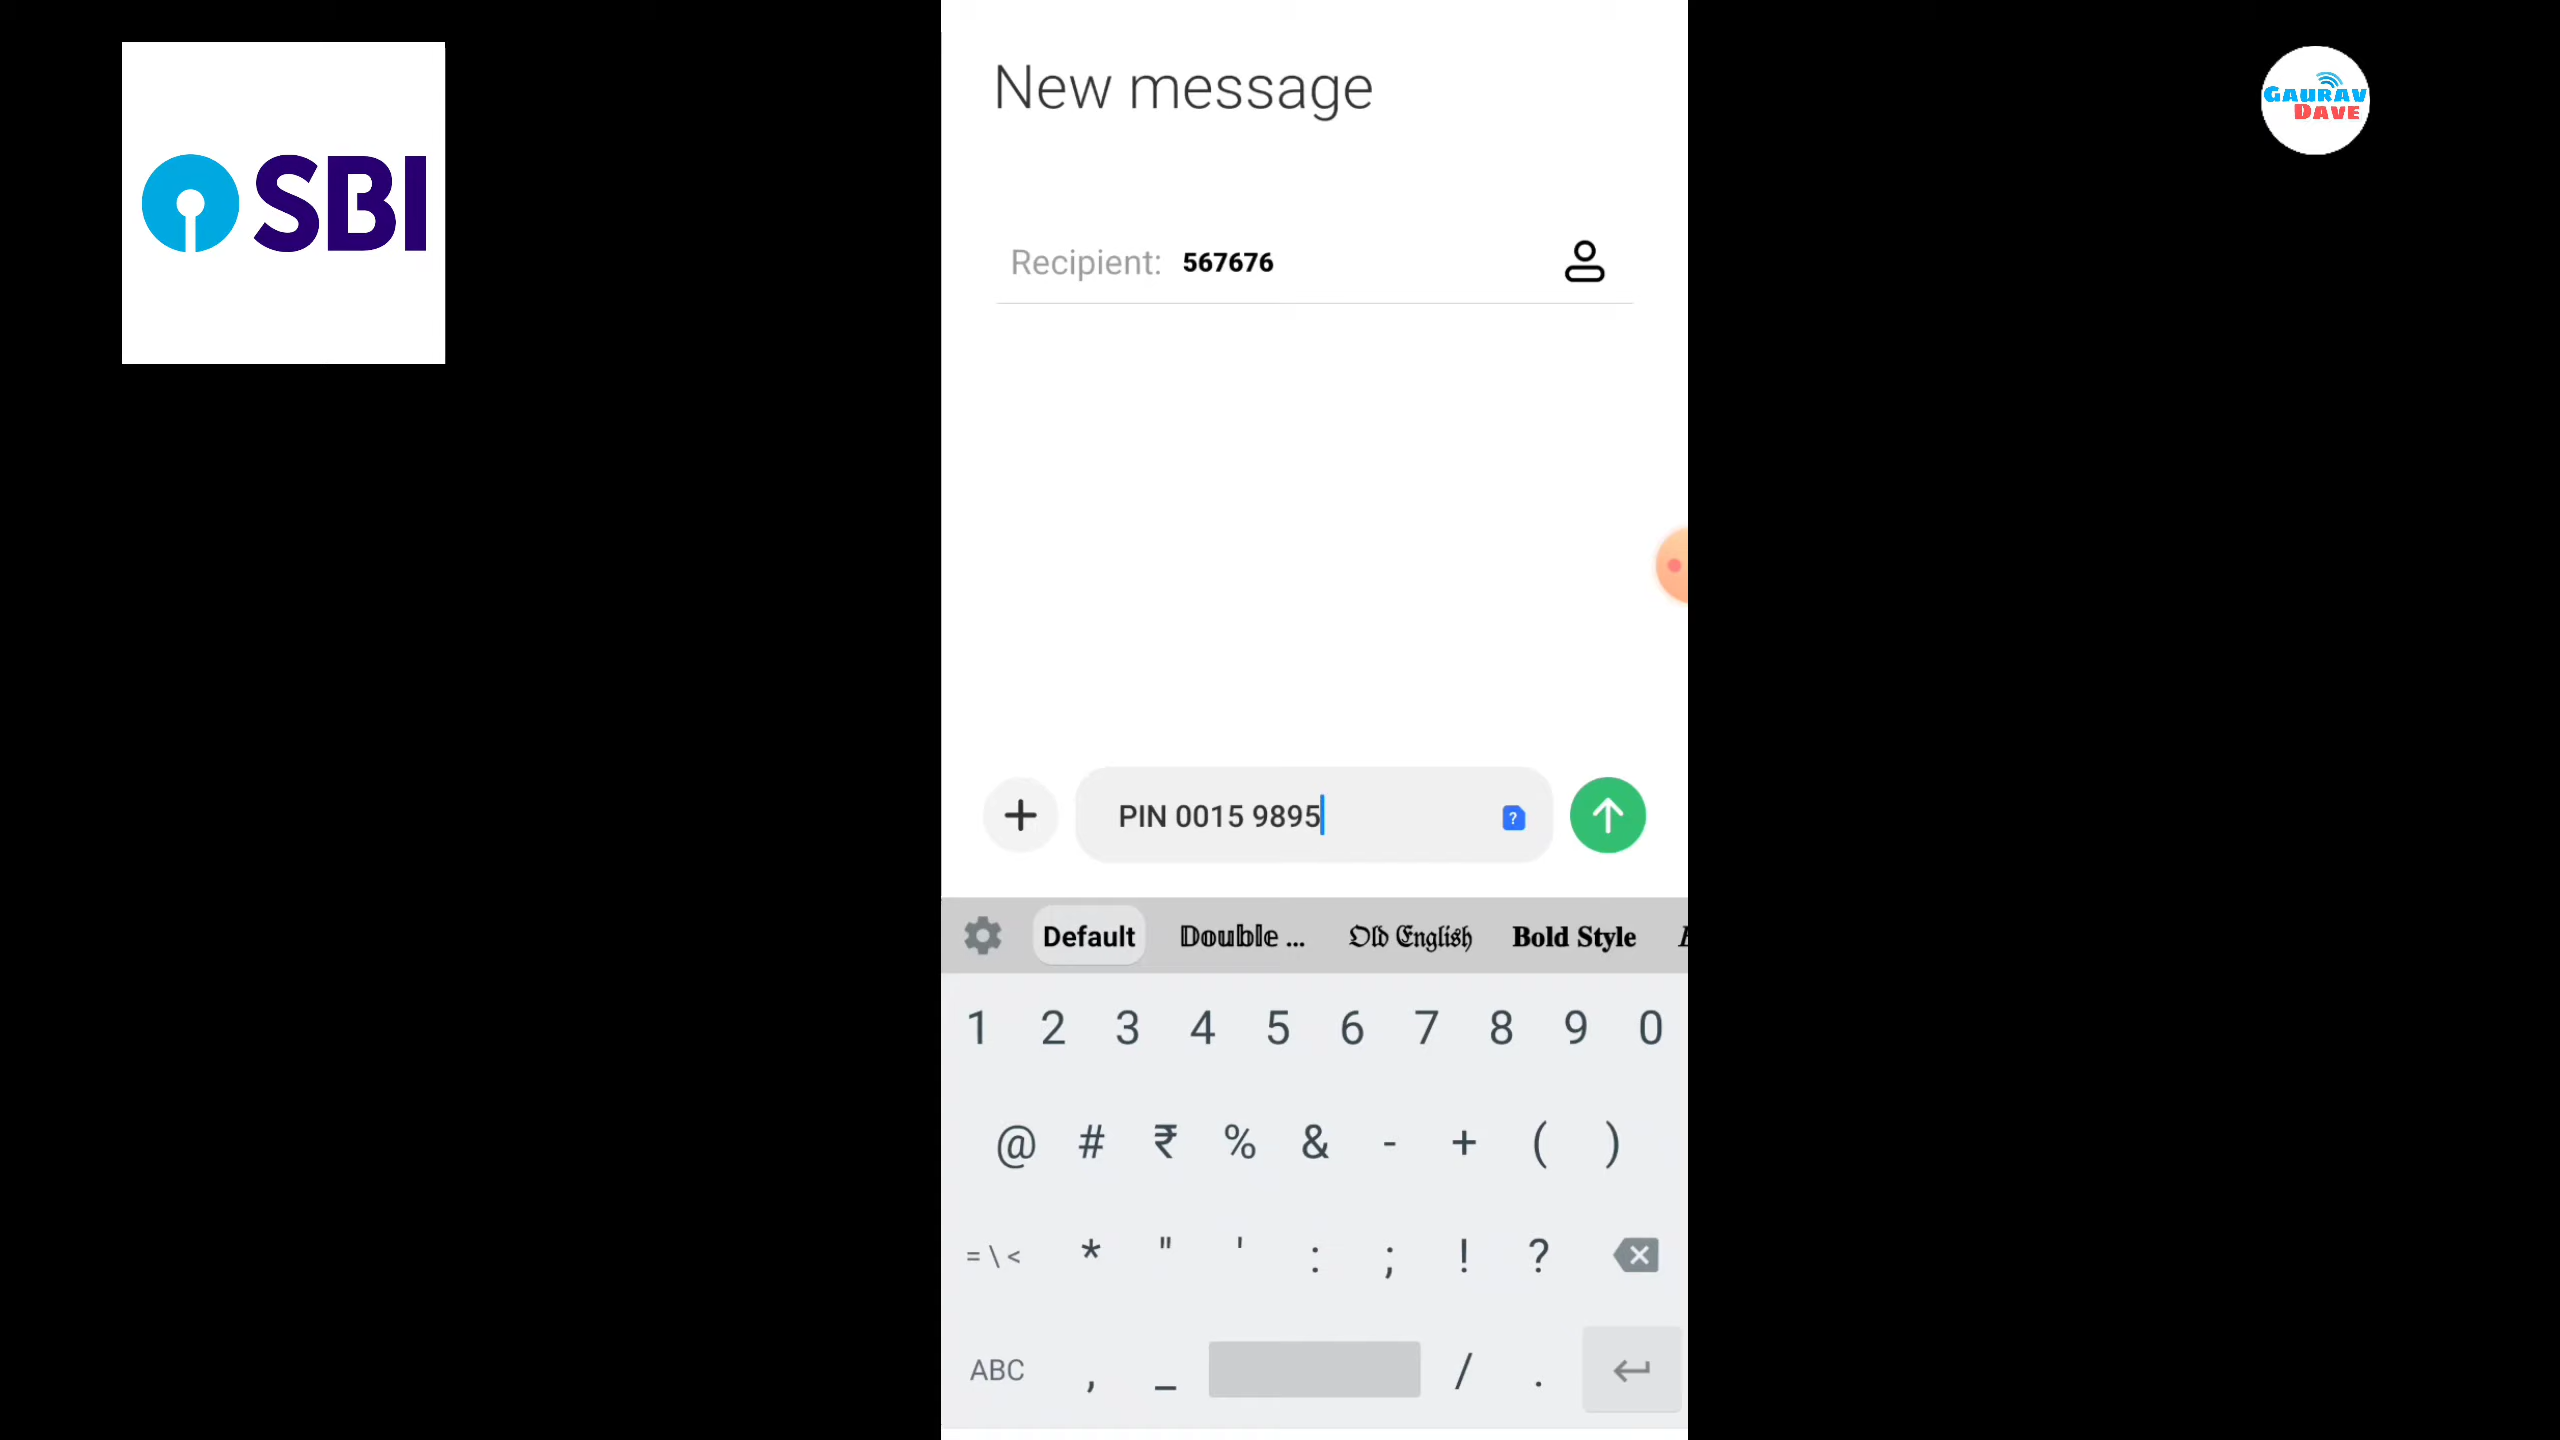 SBI
GAURAV
DAVE
New message
Recipient: 567676
PIN 0015 9895
?
Default 𝔻𝕠𝕦𝕓𝕝𝕖 ... 𝔒𝔩𝔡 𝔈𝔫𝔤𝔩𝔦𝔰𝔥 𝐁𝐨𝐥𝐝 𝐒𝐭𝐲𝐥𝐞
1 2 3 4 5 6 7 8 9 0
@ # ₹ % & - + ( )
= \ < * " ' : ; ! ?
ABC , _ / .